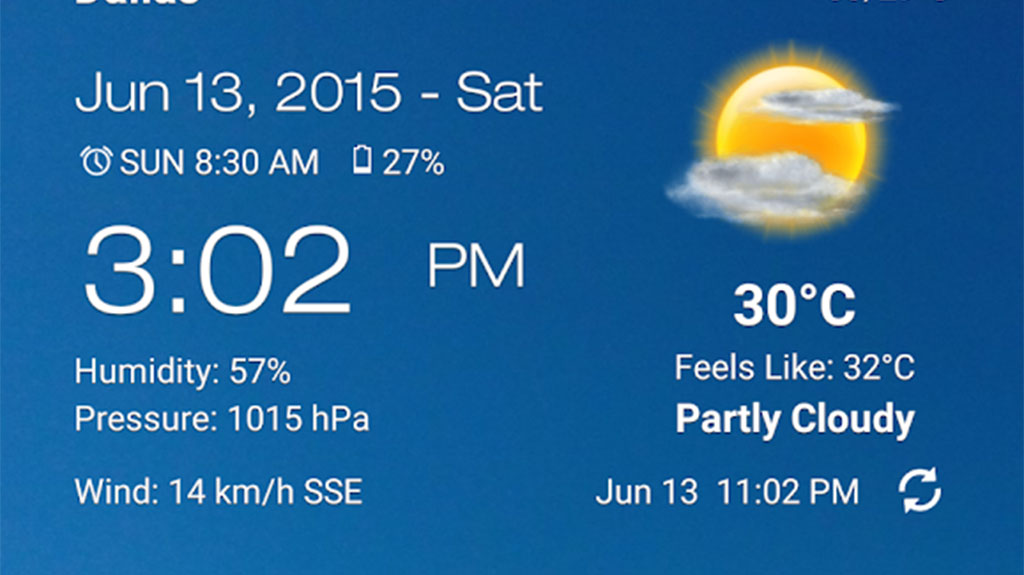 Jun 13, 2015 - Sat
SUN 8:30 AM 27%
3:02 PM
30°C
Humidity: 57%
Feels Like: 32°C
Pressure: 1015 hPa
Partly Cloudy
Wind: 14 km/h SSE
Jun 13 11:02 PM